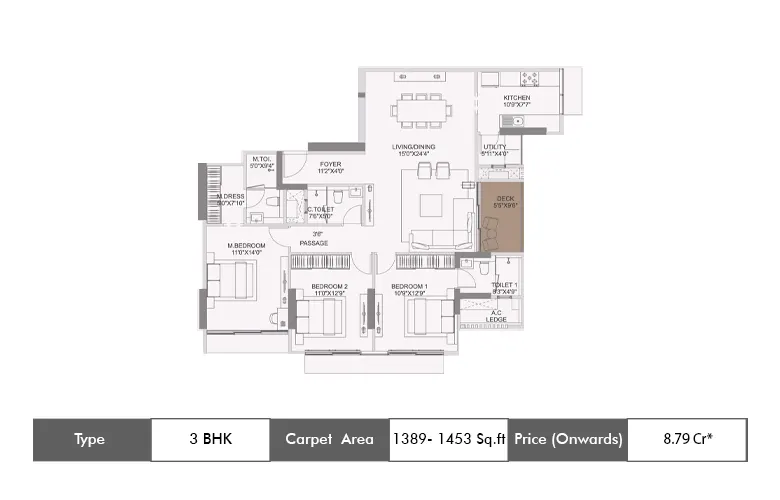 KITCHEN
10'9"X7'7"
LIVING/DINING
15'0"X24'4"
UTILITY
5'11"X4'0"
M.TOI.
5'0"X9'4"
FOYER
11'2"X4'0"
M.DRESS
5'0"X7'10"
C.TOILET
7'6"X5'0"
DECK
5'5"X9'6"
3'6"
PASSAGE
M.BEDROOM
11'0"X14'0"
BEDROOM 2
11'0"X12'9"
BEDROOM 1
10'9"X12'9"
TOILET 1
8'3"X4'9"
A.C
LEDGE
Type 3 BHK Carpet Area 1389- 1453 Sq.ft Price (Onwards) 8.79 Cr*